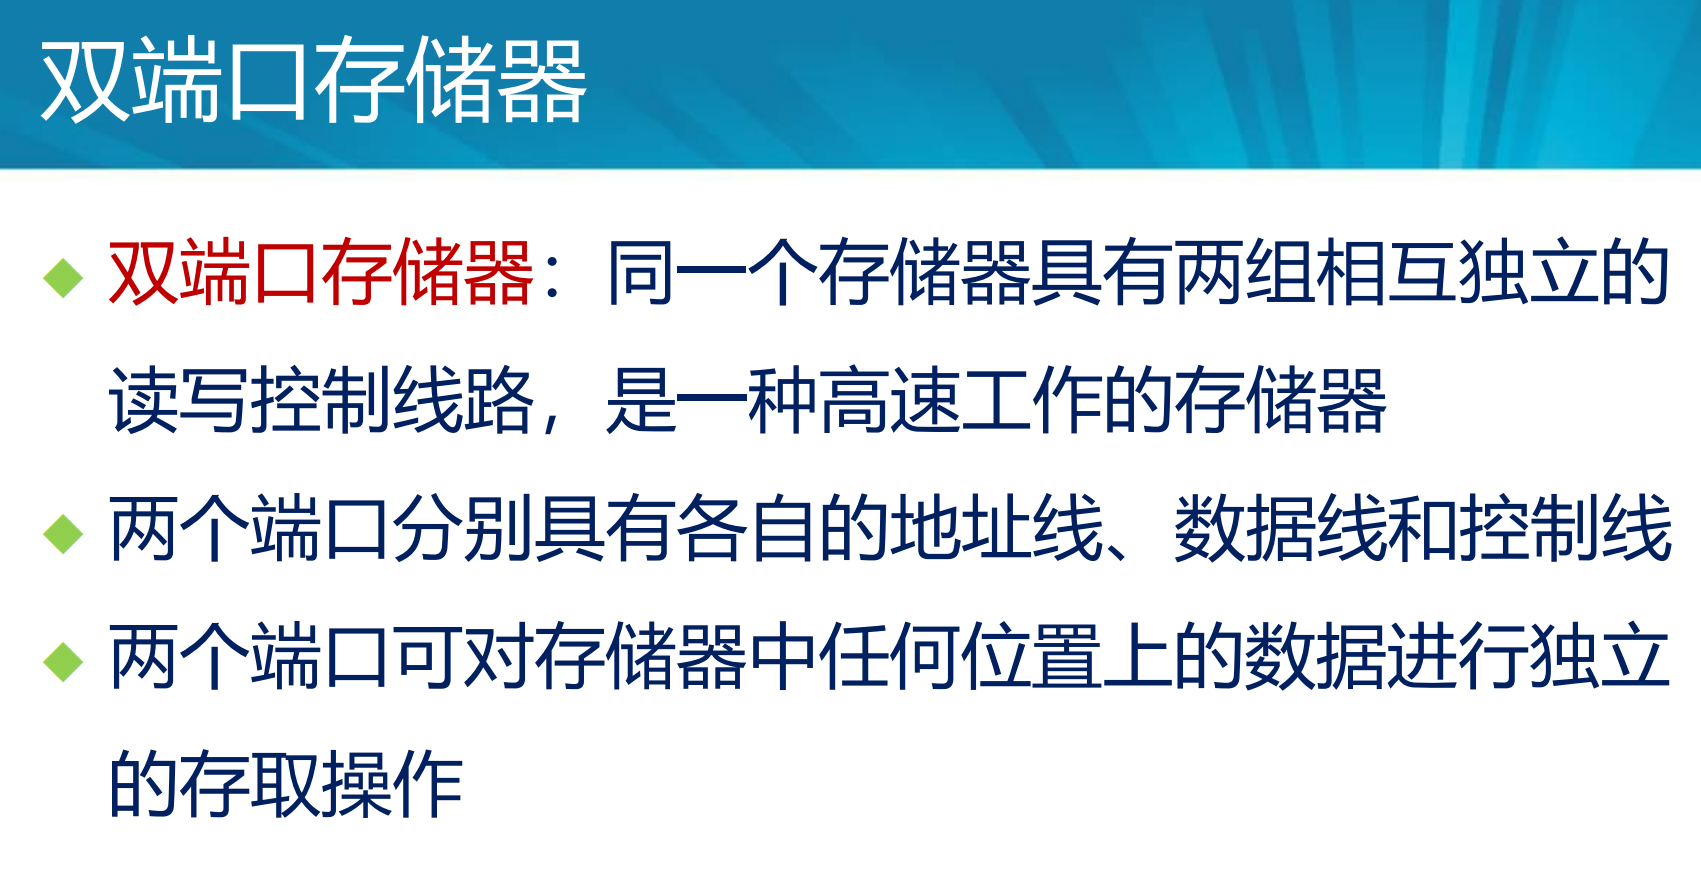 双端口存储器
双端口存储器：同一个存储器具有两组相互独立的
读写控制线路，是一种高速工作的存储器
两个端口分别具有各自的地址线、数据线和控制线
两个端口可对存储器中任何位置上的数据进行独立
的存取操作